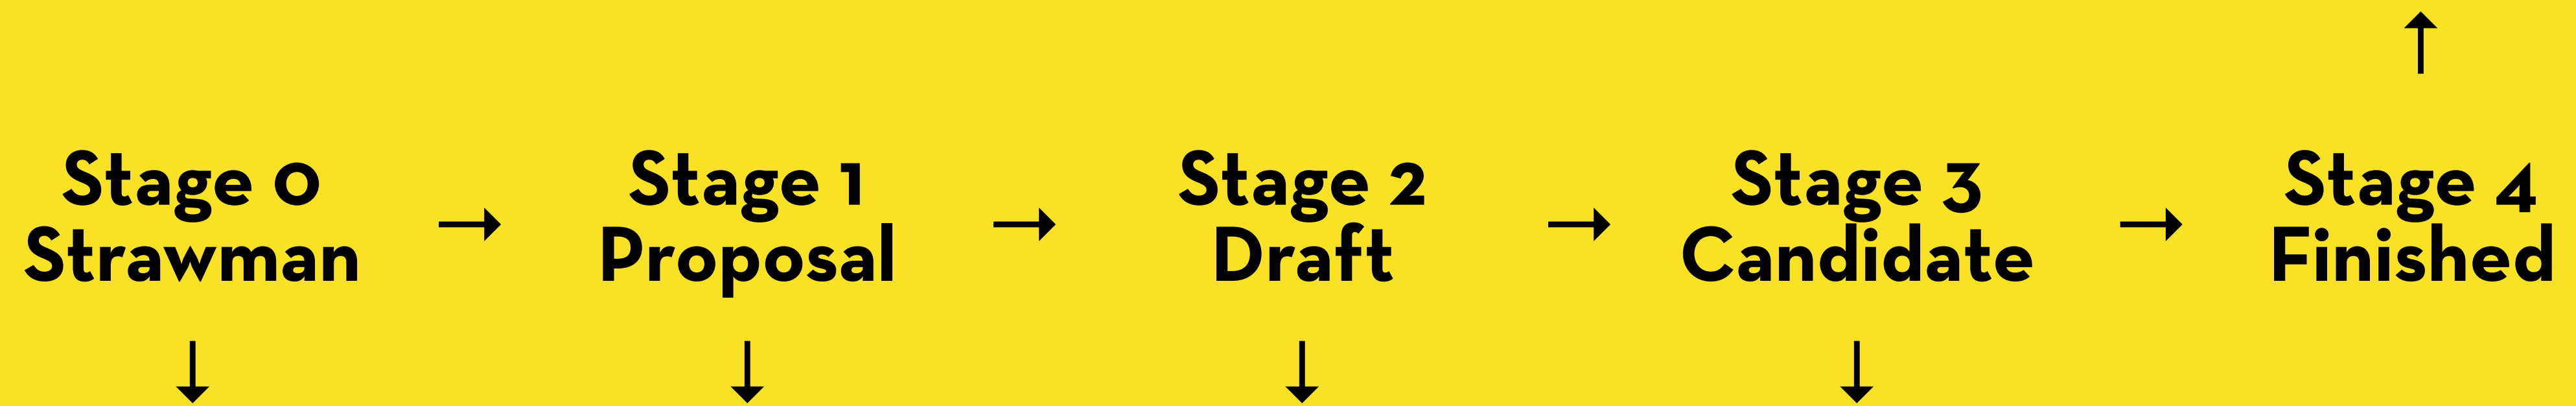 Stage 0
Strawman
→
Stage 1
Proposal
→
Stage 2
Draft
→
Stage 3
Candidate
→
Stage 4
Finished